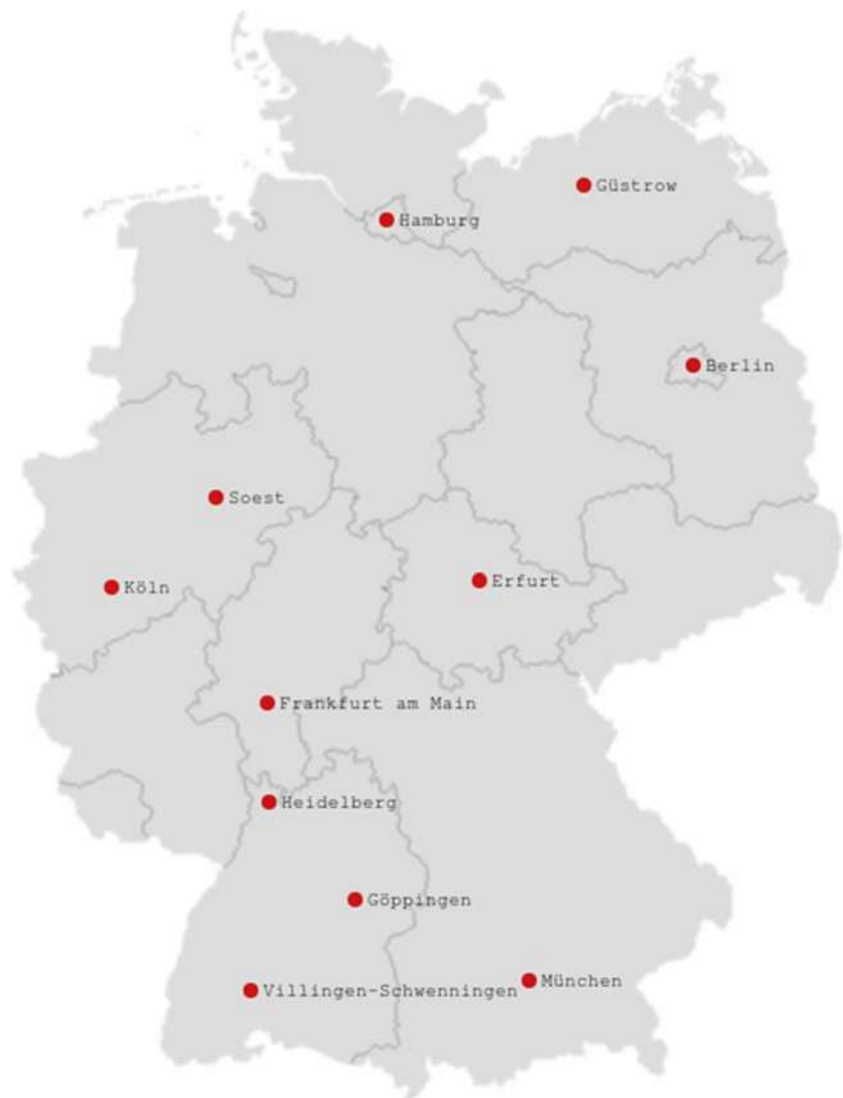 Güstrow
Hamburg
Berlin
Soest
Erfurt
Köln
Frankfurt am Main
Heidelberg
Göppingen
München
Villingen-Schwenningen